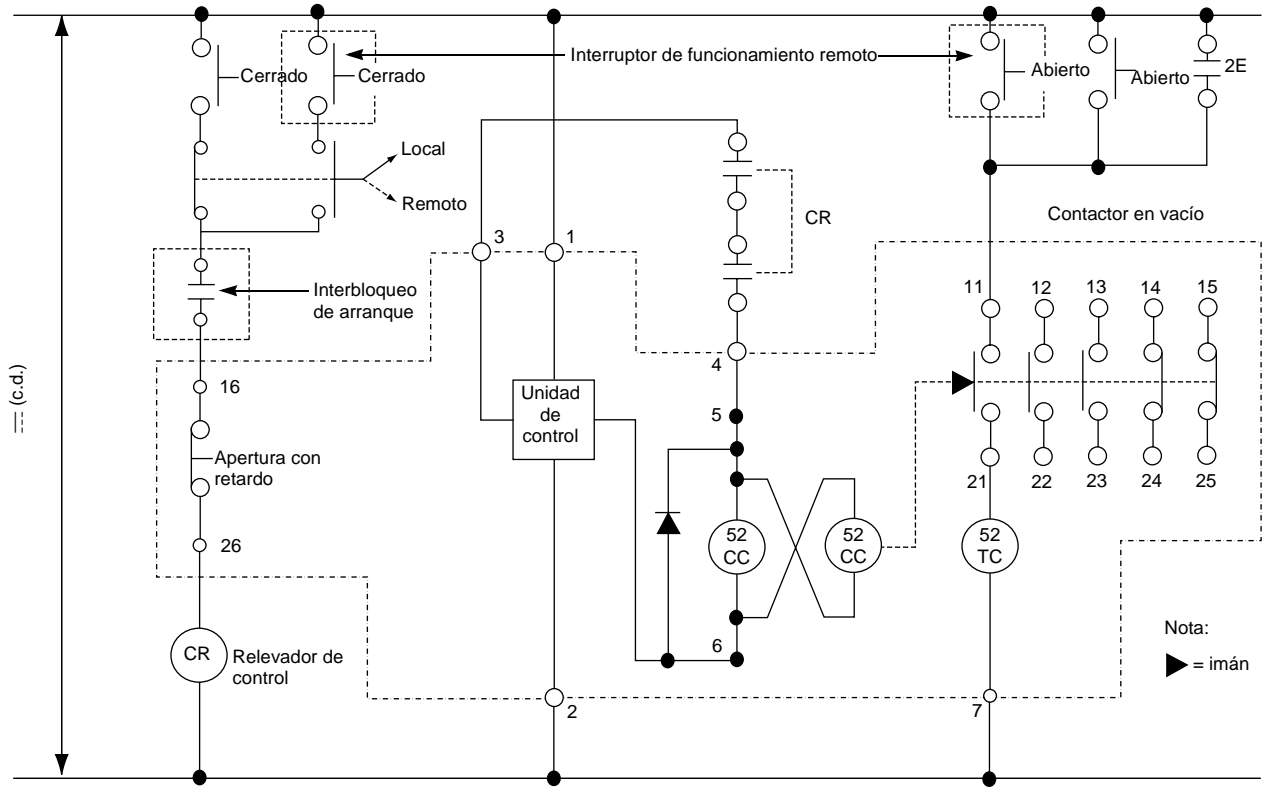 Interruptor de funcionamiento remoto
Cerrado
Cerrado
Abierto
Abierto
2E
Local
Remoto
CR
Contactor en vacío
3
1
Interbloqueo
de arranque
11
12
13
14
15
4
16
(c.d.)
Unidad
de
control
5
Apertura con
retardo
21
22
23
24
25
26
52
CC
52
CC
52
TC
6
CR
Relevador de
control
Nota:
= imán
2
7